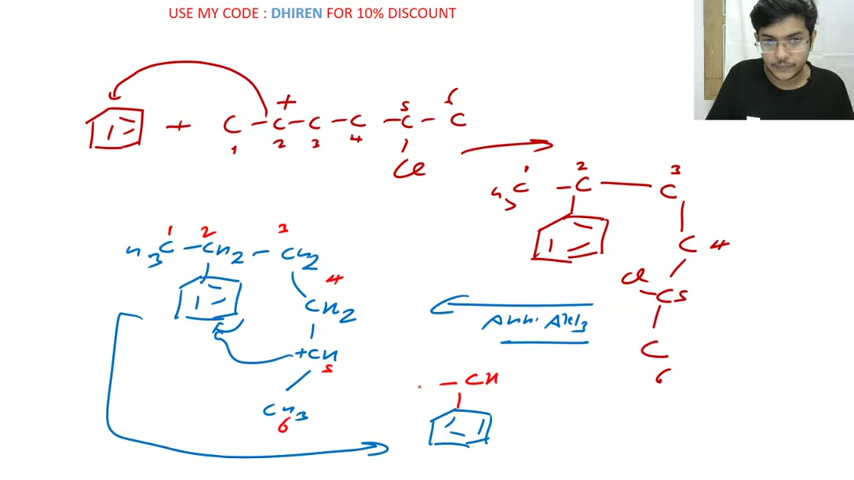 USE MY CODE : DHIREN FOR 10% DISCOUNT
+ C - C - C - C - C - C
+
1 2 3 4 5 6
Cl
H3C - C - C
1 2 3
C 4
Cl - C 5
C
6
H3C - CH2 - CH2
1 2 3
4
CH2
+CH
5
CH3
6
Anh. AlCl3
- CH